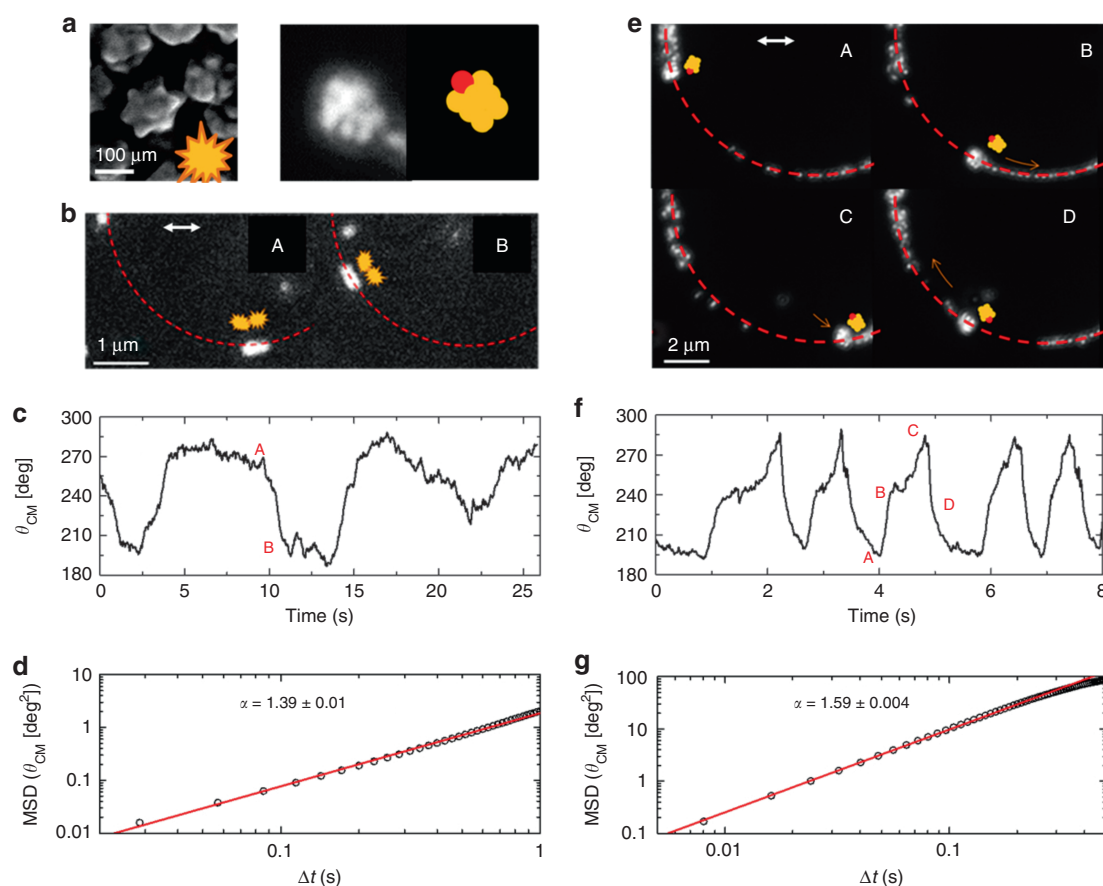 a
100 μm
b
A
B
1 μm
c
300
270
240
210
180
θCM [deg]
A
B
0
5
10
15
20
25
Time (s)
d
10
1
0.1
0.01
MSD (θCM [deg²])
α = 1.39 ± 0.01
0.1
1
Δt (s)
e
A
B
C
D
2 μm
f
300
270
240
210
180
θCM [deg]
C
B
D
A
0
2
4
6
8
Time (s)
g
100
10
1
0.1
MSD (θCM [deg²])
α = 1.59 ± 0.004
0.01
0.1
Δt (s)